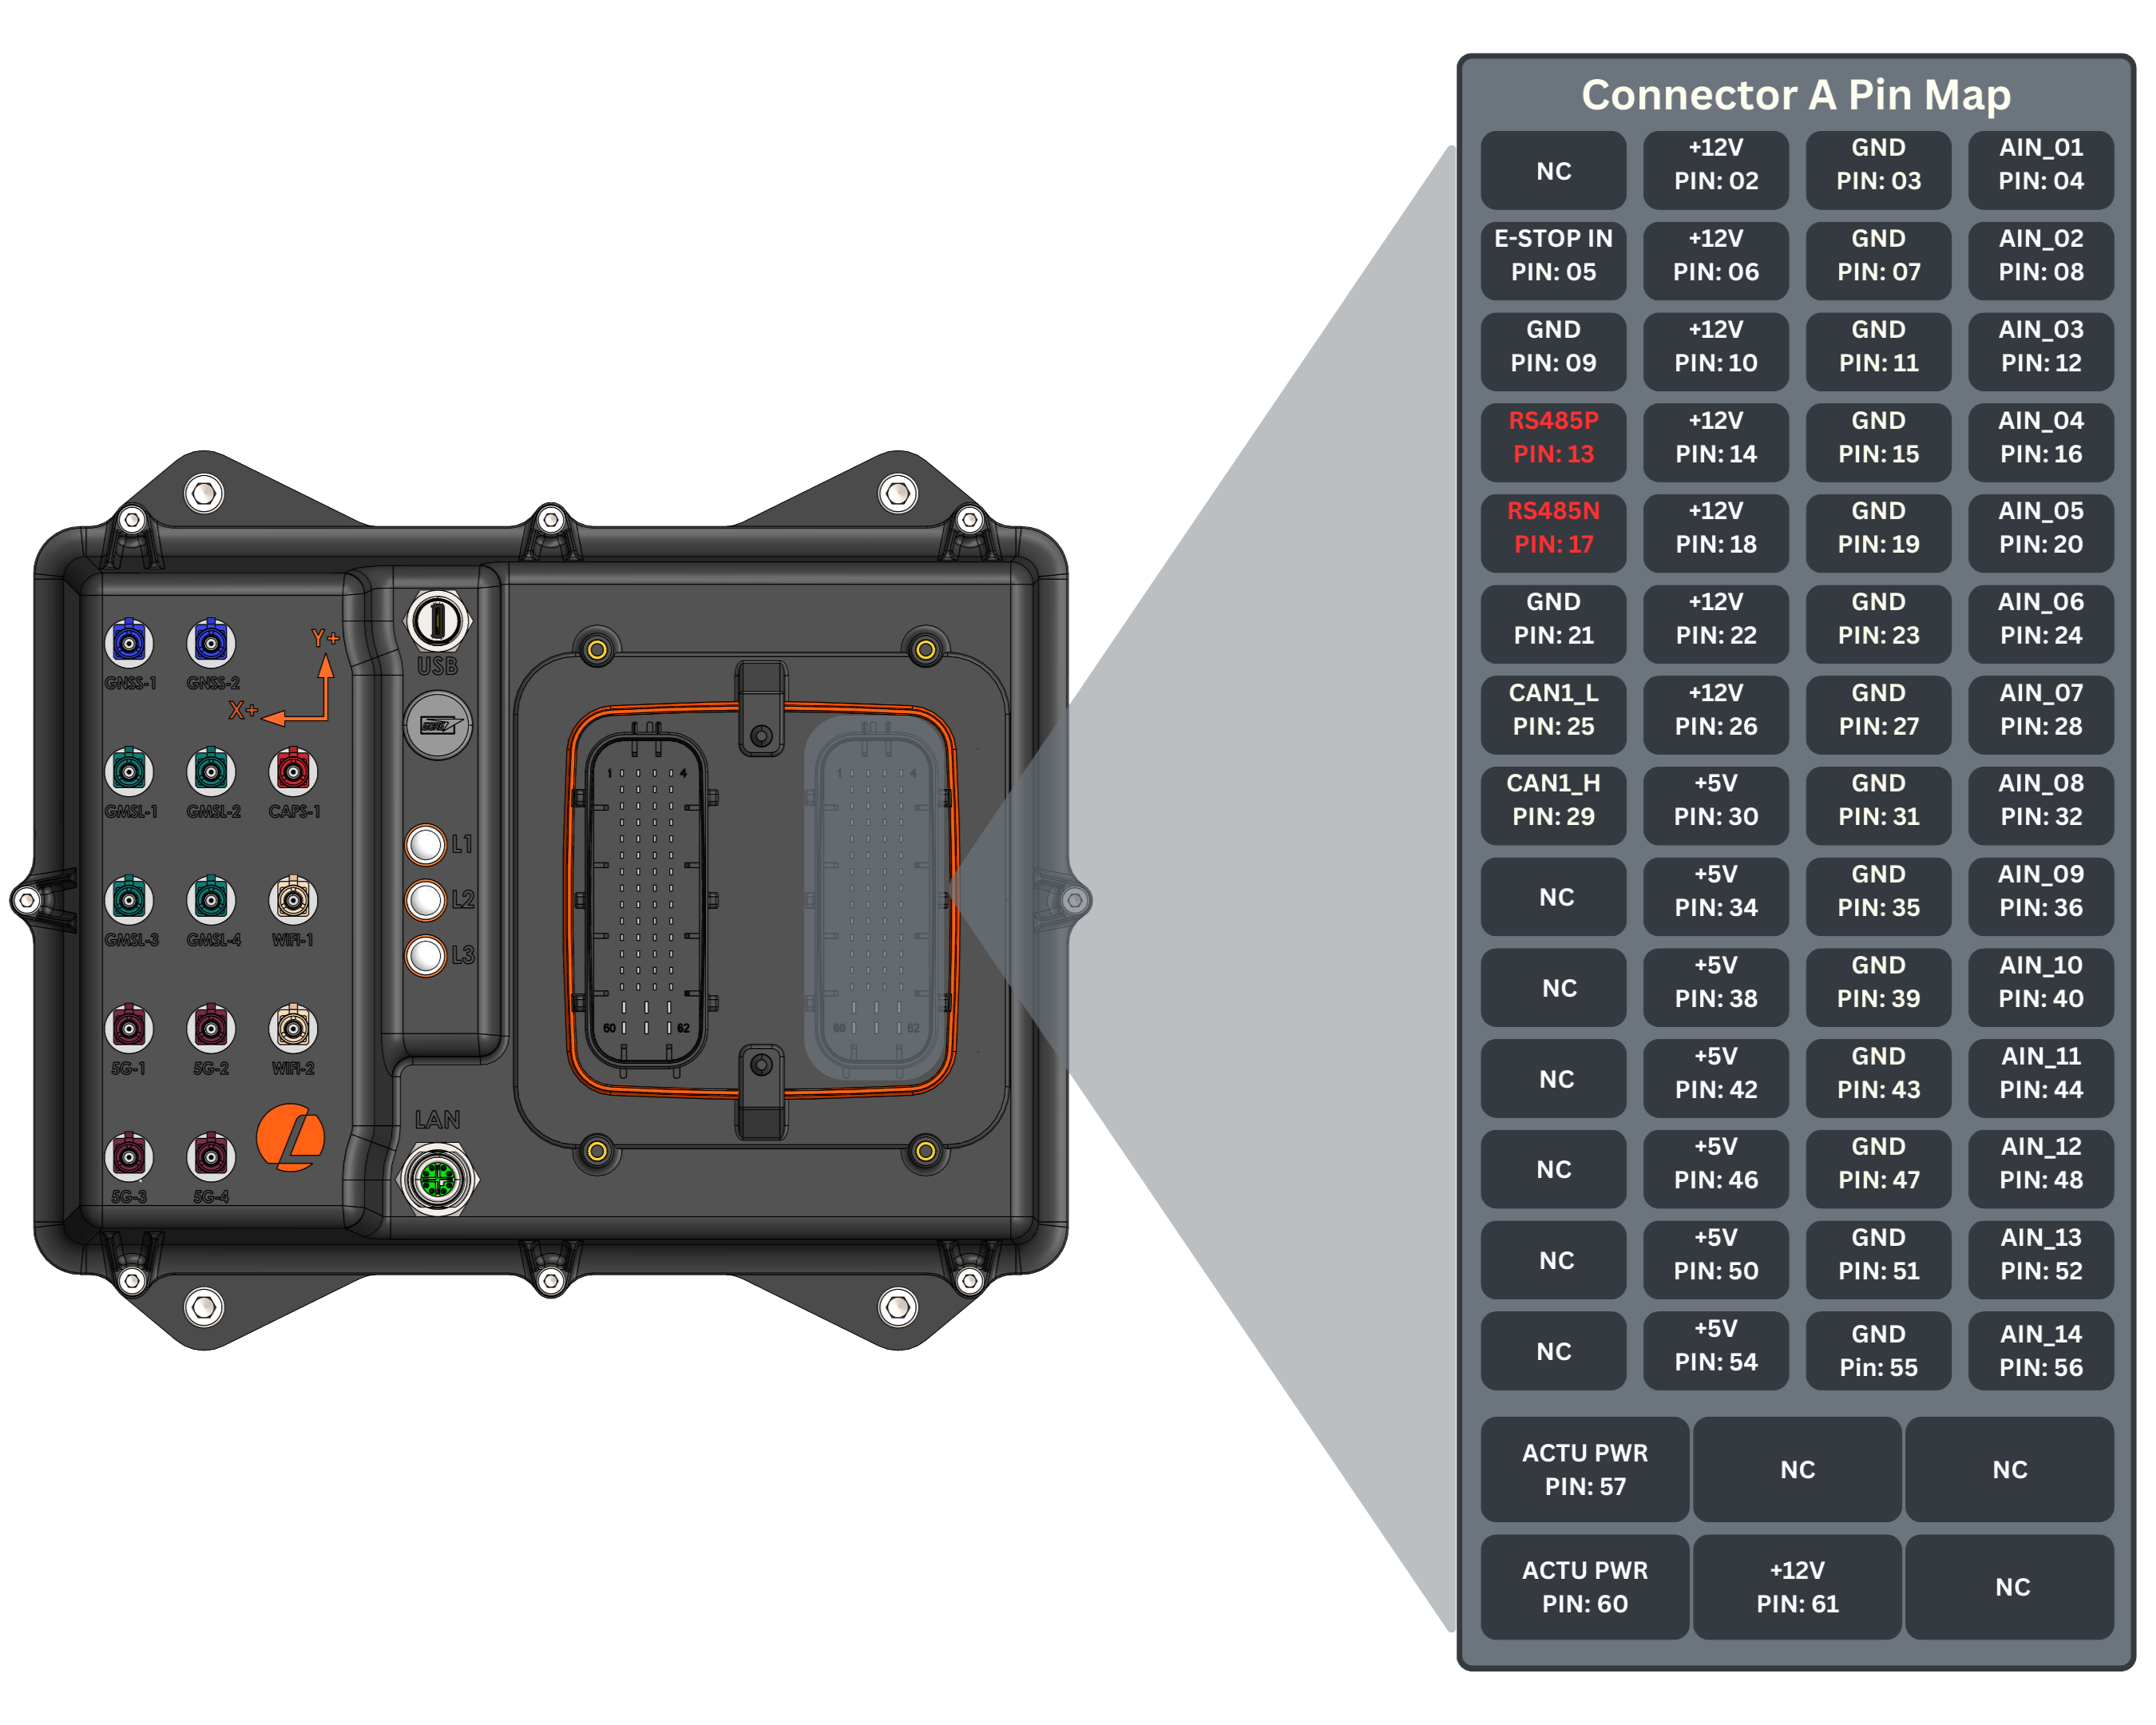 Connector A Pin Map
NC
+12V
PIN: 02
GND
PIN: 03
AIN_01
PIN: 04
E-STOP IN
PIN: 05
+12V
PIN: 06
GND
PIN: 07
AIN_02
PIN: 08
GND
PIN: 09
+12V
PIN: 10
GND
PIN: 11
AIN_03
PIN: 12
RS485P
PIN: 13
+12V
PIN: 14
GND
PIN: 15
AIN_04
PIN: 16
RS485N
PIN: 17
+12V
PIN: 18
GND
PIN: 19
AIN_05
PIN: 20
GND
PIN: 21
+12V
PIN: 22
GND
PIN: 23
AIN_06
PIN: 24
CAN1_L
PIN: 25
+12V
PIN: 26
GND
PIN: 27
AIN_07
PIN: 28
CAN1_H
PIN: 29
+5V
PIN: 30
GND
PIN: 31
AIN_08
PIN: 32
NC
+5V
PIN: 34
GND
PIN: 35
AIN_09
PIN: 36
NC
+5V
PIN: 38
GND
PIN: 39
AIN_10
PIN: 40
NC
+5V
PIN: 42
GND
PIN: 43
AIN_11
PIN: 44
NC
+5V
PIN: 46
GND
PIN: 47
AIN_12
PIN: 48
NC
+5V
PIN: 50
GND
PIN: 51
AIN_13
PIN: 52
NC
+5V
PIN: 54
GND
Pin: 55
AIN_14
PIN: 56
ACTU PWR
PIN: 57
NC
NC
ACTU PWR
PIN: 60
+12V
PIN: 61
NC
GNSS-1
GNSS-2
Y+
X+
GMSL-1
GMSL-2
CAPS-1
GMSL-3
GMSL-4
WIFI-1
5G-1
5G-2
WIFI-2
5G-3
5G-4
USB
L1
L2
L3
LAN
1
4
60
62
1
4
60
62